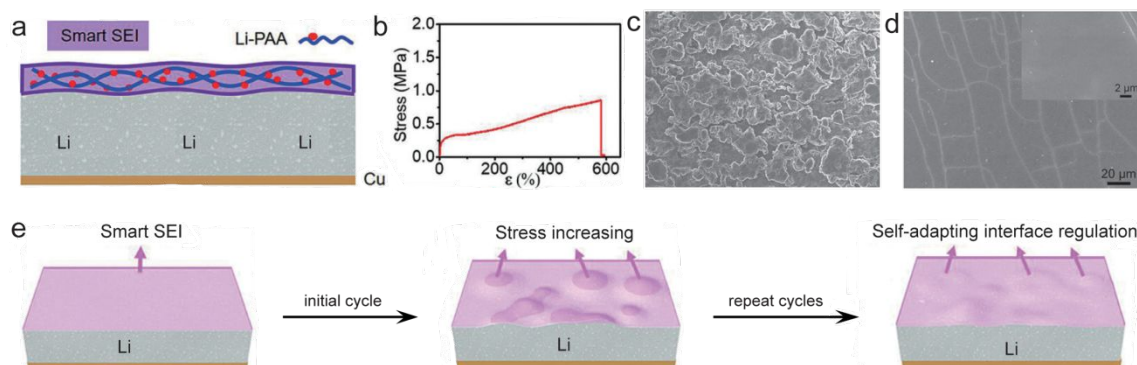 a
Smart SEI
Li-PAA
Li
Li
Li
Cu
b
2.0
1.5
1.0
0.5
0.0
Stress (MPa)
200
400
600
ε (%)
c
d
2 μm
20 μm
e
Smart SEI
Stress increasing
Self-adapting interface regulation
initial cycle
repeat cycles
Li
Li
Li